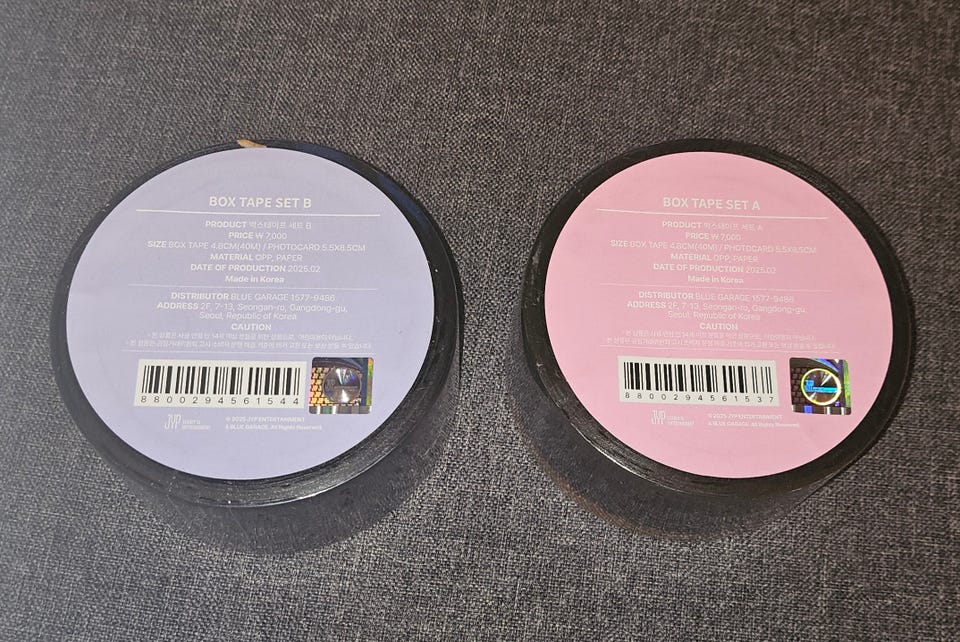 BOX TAPE SET B
PRODUCT 박스테이프 세트 B
PRICE ₩ 7,000
SIZE BOX TAPE 4.8CM(40M) / PHOTOCARD 5.5X8.5CM
MATERIAL OPP, PAPER
DATE OF PRODUCTION 2025.02
Made in Korea
DISTRIBUTOR BLUE GARAGE 1577-9486
ADDRESS 2F, 7-13, Seongan-ro, Gangdong-gu,
Seoul, Republic of Korea
CAUTION
8800294561544
JYP
ENTERTAINMENT
© 2025 JYP ENTERTAINMENT
& BLUE GARAGE. All Rights Reserved.
BOX TAPE SET A
PRODUCT 박스테이프 세트 A
PRICE ₩ 7,000
SIZE BOX TAPE 4.8CM(40M) / PHOTOCARD 5.5X8.5CM
MATERIAL OPP, PAPER
DATE OF PRODUCTION 2025.02
Made in Korea
DISTRIBUTOR BLUE GARAGE 1577-9486
ADDRESS 2F, 7-13, Seongan-ro, Gangdong-gu,
Seoul, Republic of Korea
CAUTION
8800294561537
JYP
ENTERTAINMENT
© 2025 JYP ENTERTAINMENT
& BLUE GARAGE. All Rights Reserved.